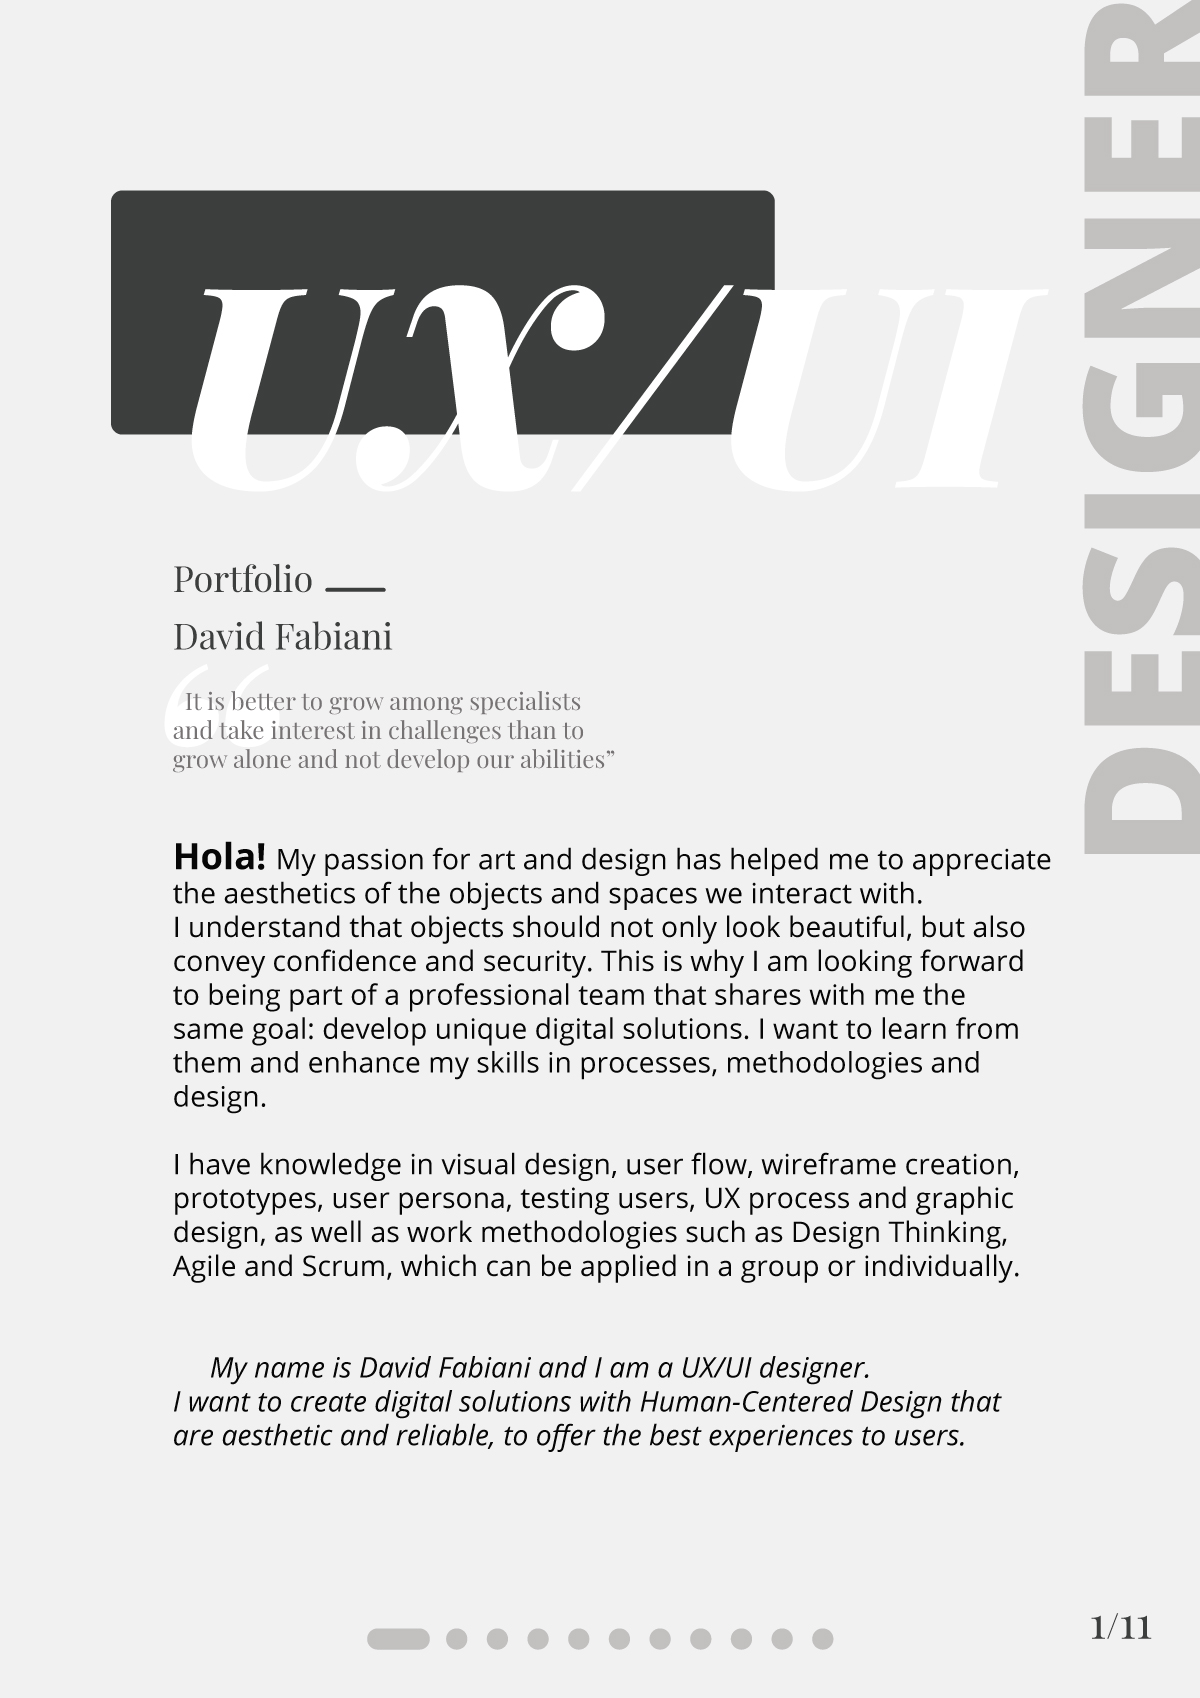 DESIGNER
UX/UI
Portfolio
David Fabiani
“It is better to grow among specialists
and take interest in challenges than to
grow alone and not develop our abilities”
Hola! My passion for art and design has helped me to appreciate
the aesthetics of the objects and spaces we interact with.
I understand that objects should not only look beautiful, but also
convey confidence and security. This is why I am looking forward
to being part of a professional team that shares with me the
same goal: develop unique digital solutions. I want to learn from
them and enhance my skills in processes, methodologies and
design.
I have knowledge in visual design, user flow, wireframe creation,
prototypes, user persona, testing users, UX process and graphic
design, as well as work methodologies such as Design Thinking,
Agile and Scrum, which can be applied in a group or individually.
My name is David Fabiani and I am a UX/UI designer.
I want to create digital solutions with Human-Centered Design that
are aesthetic and reliable, to offer the best experiences to users.
1/11